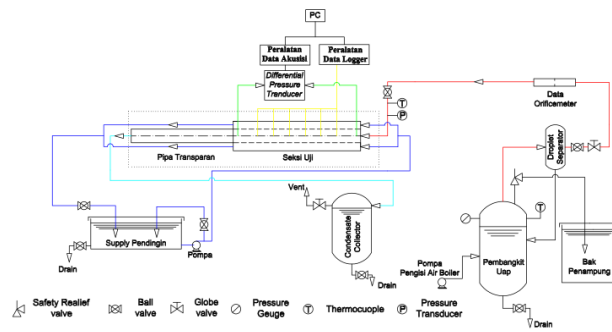 PC
Peralatan
Data Akusisi
Peralatan
Data Logger
Differential
Pressure
Tranducer
Data
Orificemeter
T
P
Droplet
Separator
Pipa Transparan
Seksi Uji
Vent
Condensate
Collector
Supply Pendingin
Pompa
Drain
Drain
T
Pompa
Pengisi Air Boiler
Pembangkit
Uap
Bak
Penampung
Drain
Safety Realief
valve
Ball
valve
Globe
valve
Pressure
Geuge
T
Thermocuople
P
Pressure
Transducer